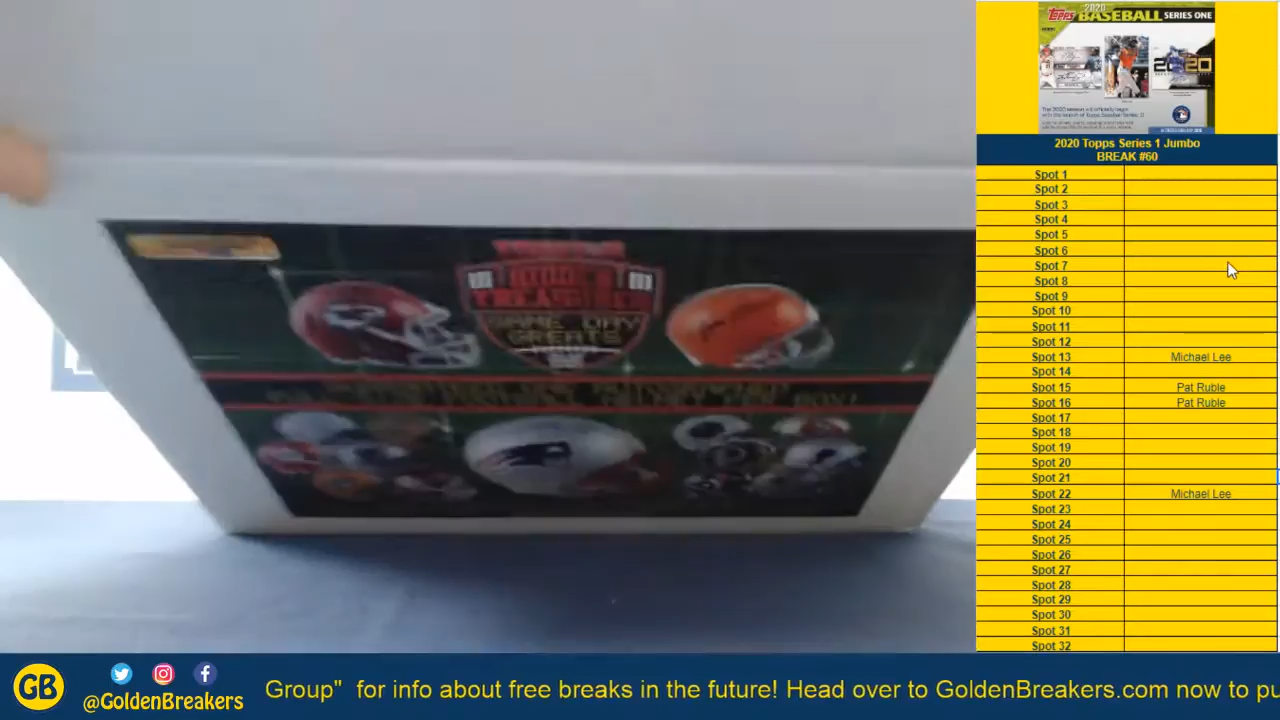 Topps 2020 BASEBALL SERIES ONE
2020
2020 Topps Series 1 Jumbo
BREAK #60
Spot 1
Spot 2
Spot 3
Spot 4
Spot 5
Spot 6
Spot 7
Spot 8
Spot 9
Spot 10
Spot 11
Spot 12
Spot 13 Michael Lee
Spot 14
Spot 15 Pat Ruble
Spot 16 Pat Ruble
Spot 17
Spot 18
Spot 19
Spot 20
Spot 21
Spot 22 Michael Lee
Spot 23
Spot 24
Spot 25
Spot 26
Spot 27
Spot 28
Spot 29
Spot 30
Spot 31
Spot 32
GAME DAY
GREATS
GB
@GoldenBreakers
Group" for info about free breaks in the future! Head over to GoldenBreakers.com now to pu